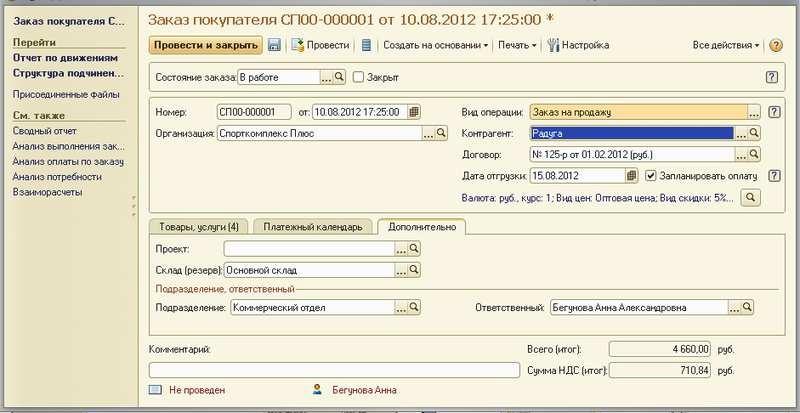 Заказ покупателя СП00-000001 от 10.08.2012 17:25:00 *
Заказ покупателя С...
Перейти
Отчет по движениям
Структура подчинен...
Присоединенные файлы
См. также
Сводный отчет
Анализ выполнения зак...
Анализ оплаты по заказу
Анализ потребности
Взаиморасчеты
Провести и закрыть Провести Создать на основании Печать Настройка Все действия
Состояние заказа: В работе ... Закрыт ?
Номер: СП00-000001 от: 10.08.2012 17:25:00 Вид операции: Заказ на продажу ... ?
Организация: Спорткомплекс Плюс ... Контрагент: Радуга ...
Договор: № 125-р от 01.02.2012 (руб.) ...
Дата отгрузки: 15.08.2012 Запланировать оплату ?
Валюта: руб., курс: 1; Вид цен: Оптовая цена; Вид скидки: 5%...
Товары, услуги (4) Платежный календарь Дополнительно
Проект: ...
Склад (резерв): Основной склад ...
Подразделение, ответственный
Подразделение: Коммерческий отдел ... Ответственный: Бегунова Анна Александровна ...
Комментарий: Всего (итог): 4 660,00 руб.
Сумма НДС (итог): 710,84 руб.
Не проведен Бегунова Анна